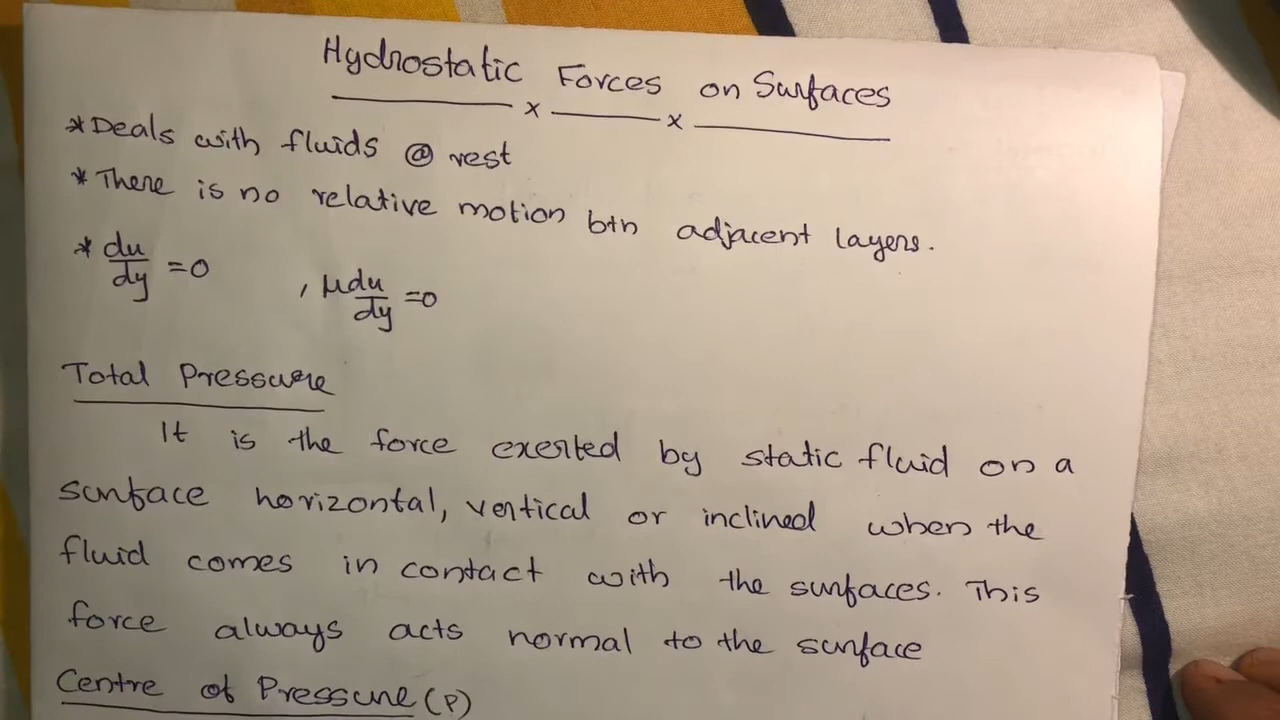 Hydrostatic Forces on Surfaces
* Deals with fluids @ rest
* There is no relative motion btn adjacent layers.
* du/dy = 0 , μ du/dy = 0
Total Pressure
It is the force exerted by static fluid on a
surface horizontal, vertical or inclined when the
fluid comes in contact with the surfaces. This
force always acts normal to the surface
Centre of Pressure (P)